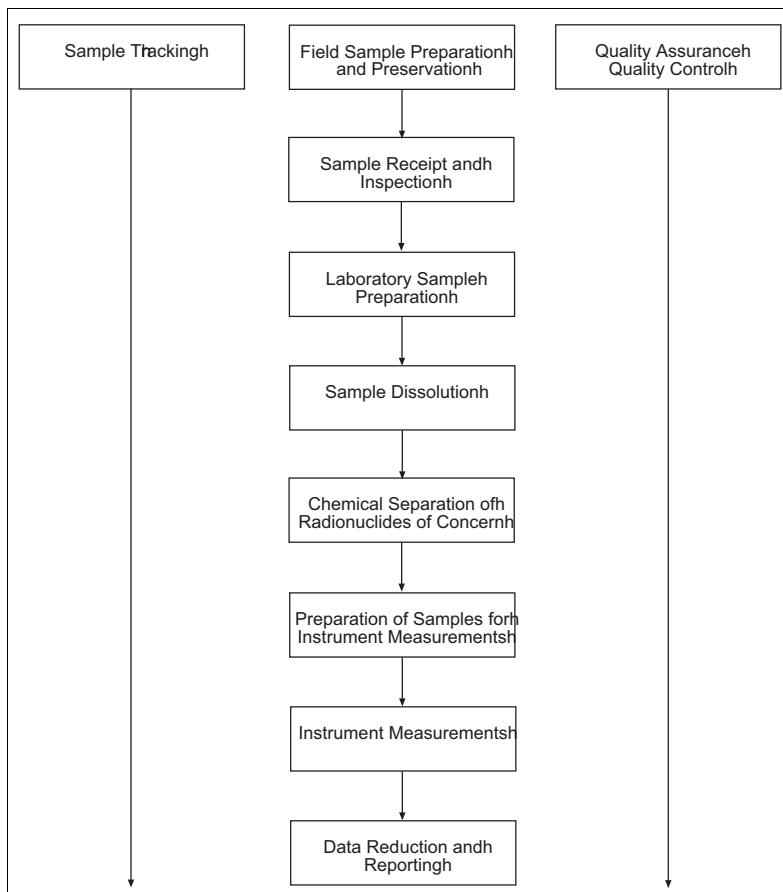 Sample Thackingh
Field Sample Preparationh
and Preservationh
Quality Assuranceh
Quality Controlh
Sample Receipt andh
Inspectionh
Laboratory Sampleh
Preparationh
Sample Dissolutionh
Chemical Separation ofh
Radionuclides of Concernh
Preparation of Samples forh
Instrument Measurementsh
Instrument Measurementsh
Data Reduction andh
Reportingh